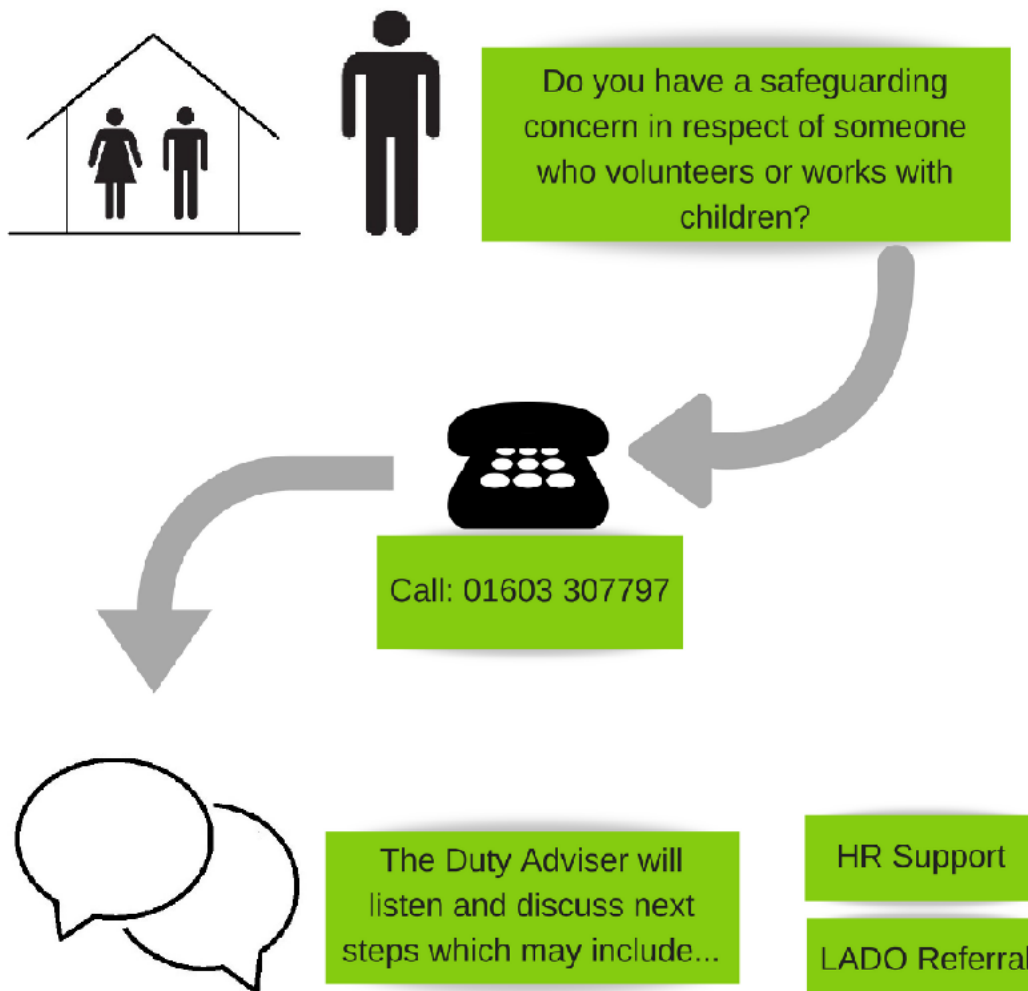 Do you have a safeguarding
concern in respect of someone
who volunteers or works with
children?
Call: 01603 307797
The Duty Adviser will
listen and discuss next
steps which may include...
HR Support
LADO Referral